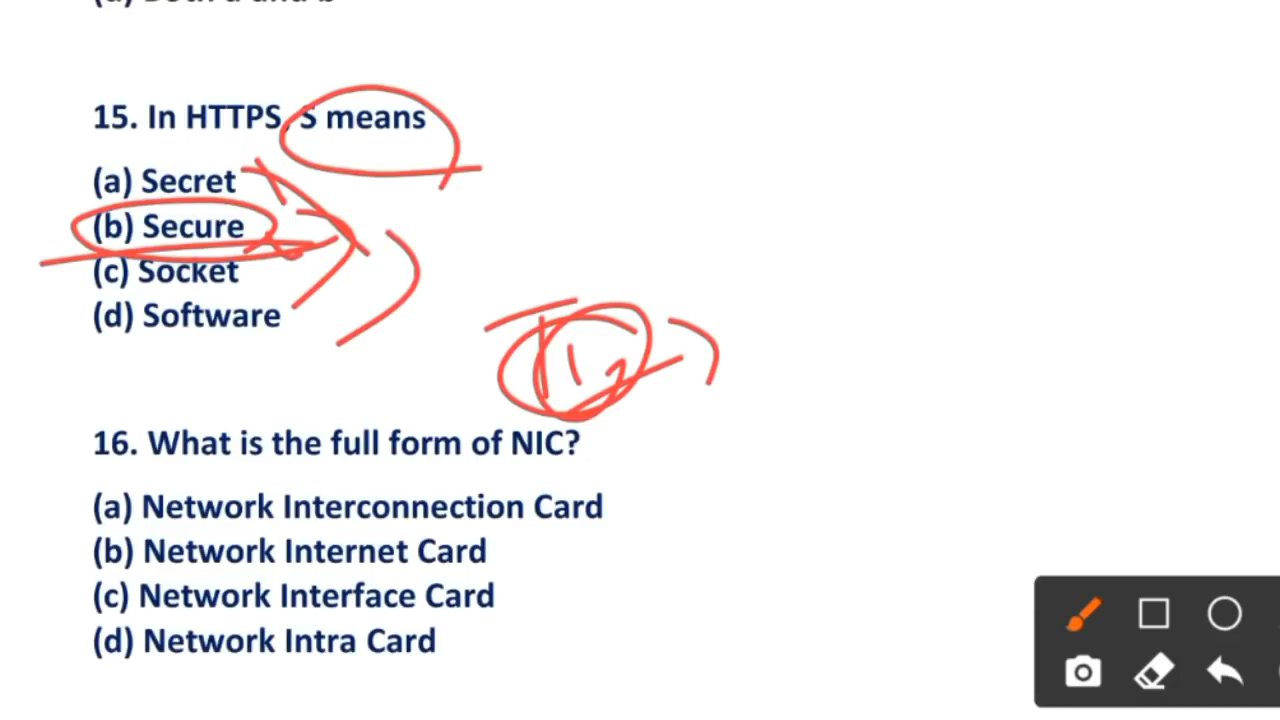 15. In HTTPS, S means
(a) Secret
(b) Secure
(c) Socket
(d) Software
16. What is the full form of NIC?
(a) Network Interconnection Card
(b) Network Internet Card
(c) Network Interface Card
(d) Network Intra Card